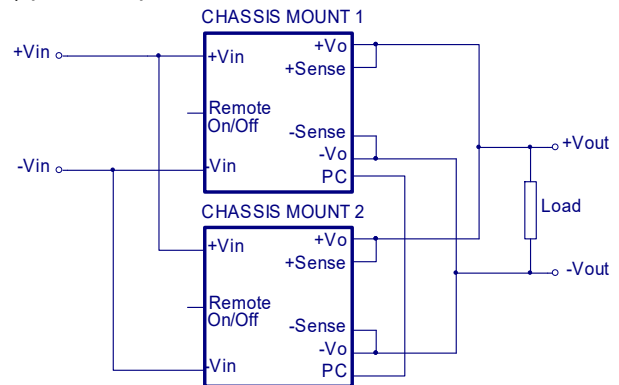 CHASSIS MOUNT 1
+Vin
+Vin
+Vo
+Sense
Remote
On/Off
-Sense
-Vin
-Vin
-Vo
PC
+Vout
CHASSIS MOUNT 2
Load
+Vin
+Vo
+Sense
-Vout
Remote
On/Off
-Sense
-Vo
-Vin
PC